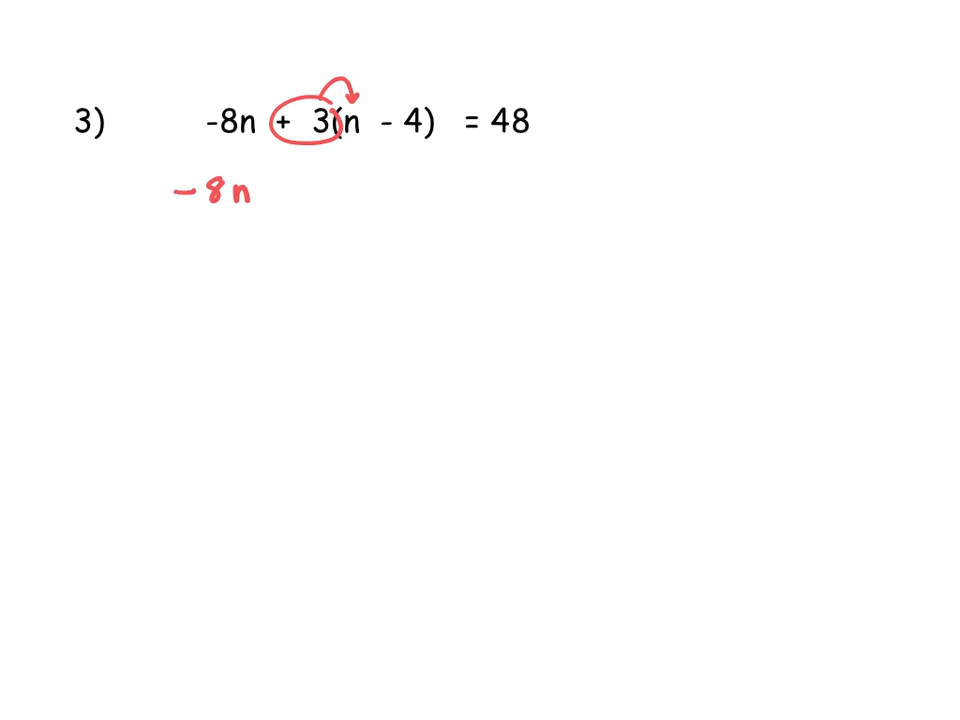 3) -8n + 3(n - 4) = 48
- 8n